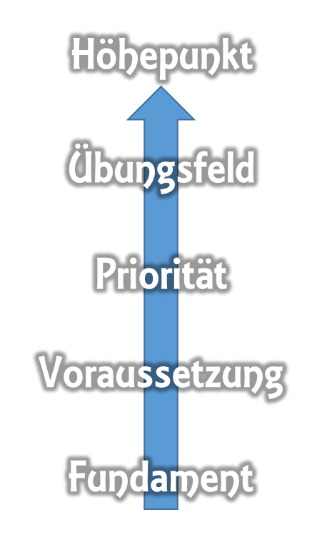 Höhepunkt
Übungsfeld
Priorität
Voraussetzung
Fundament